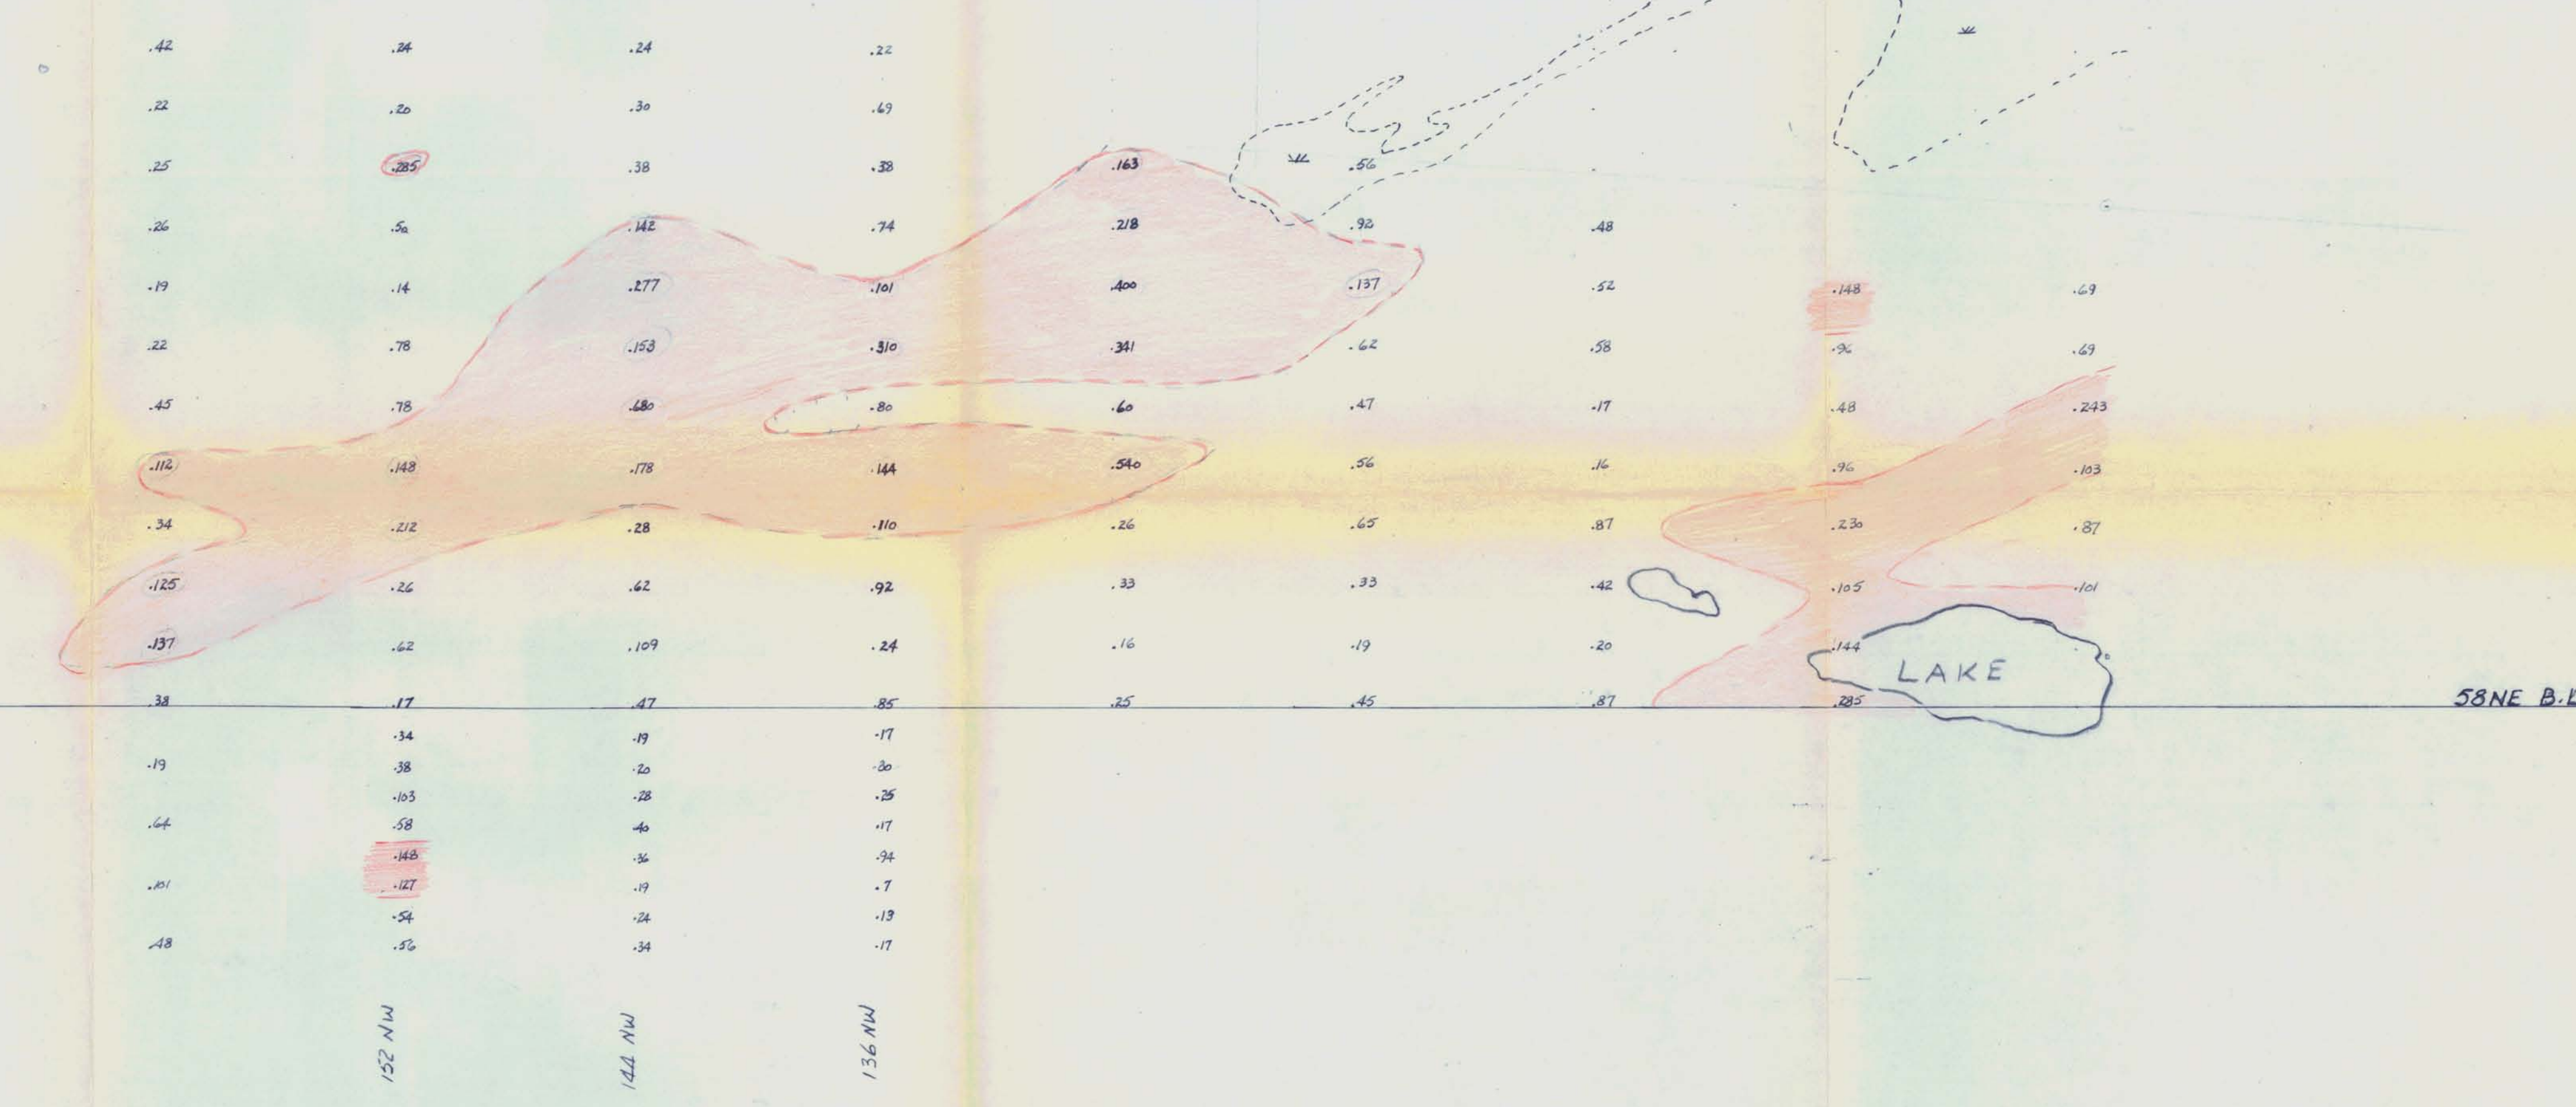 .42 .24 .24 .22
.22 .20 .30 .69
.25 .285 .38 .38 .163 .56
.26 .50 .142 .74 .218 .92 .48
.19 .14 .277 .101 .400 .137 .52 .148 .69
.22 .78 .153 .310 .341 .62 .58 .96 .69
.45 .78 .680 .80 .60 .47 .17 .48 .243
.112 .148 .178 .144 .540 .56 .16 .96 .103
.34 .212 .28 .110 .26 .65 .87 .230 .87
.125 .26 .62 .92 .33 .33 .42 .105 .101
.137 .62 .109 .24 .16 .19 .20 .144
LAKE
.38 .17 .47 .85 .25 .45 .87 .285 58NE B.L
.34 .19 .17
.19 .38 .20 .30
.103 .28 .25
.64 .58 .40 .17
.148 .36 .94
.101 .127 .19 .7
.54 .24 .13
.48 .56 .34 .17
152 NW 144 NW 136 NW